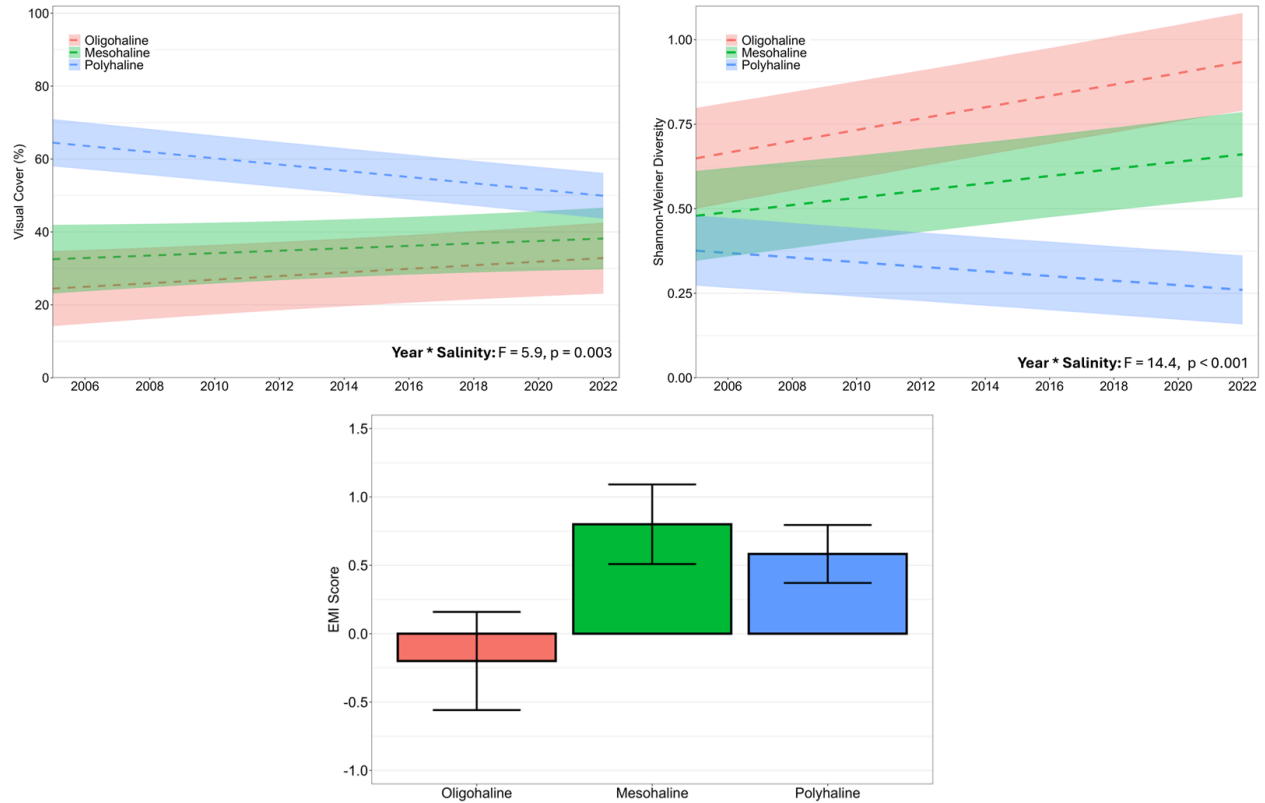 100
80
60
40
20
0
Visual Cover (%)
Oligohaline
Mesohaline
Polyhaline
Year * Salinity: F = 5.9, p = 0.003
2006 2008 2010 2012 2014 2016 2018 2020 2022
1.00
0.75
0.50
0.25
0.00
Shannon-Weiner Diversity
Oligohaline
Mesohaline
Polyhaline
Year * Salinity: F = 14.4, p < 0.001
2006 2008 2010 2012 2014 2016 2018 2020 2022
1.5
1.0
0.5
0.0
-0.5
-1.0
EMI Score
Oligohaline Mesohaline Polyhaline